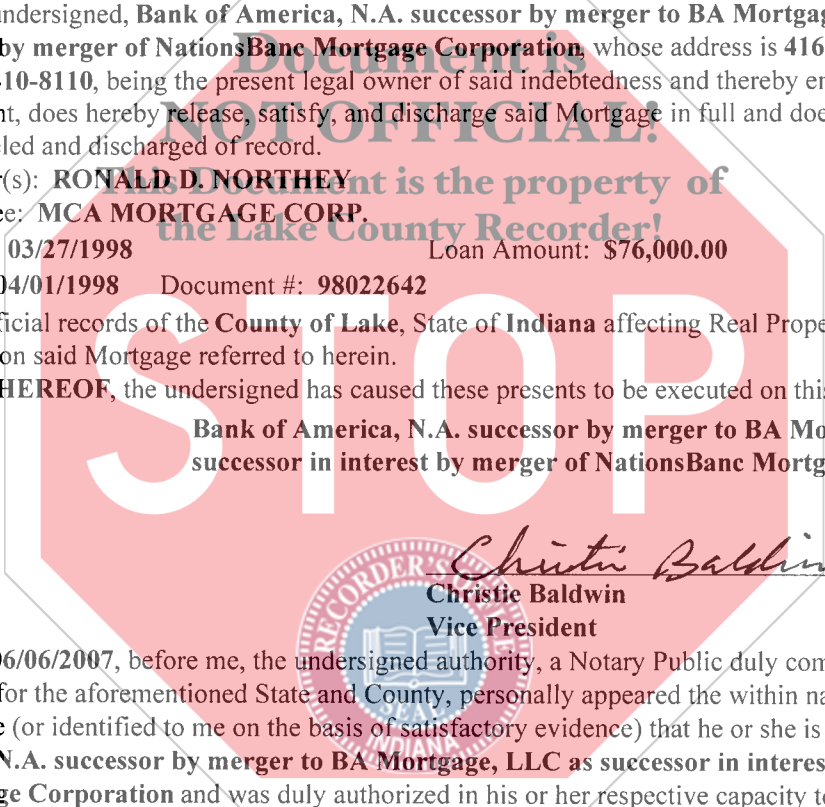 undersigned, Bank of America, N.A. successor by merger to BA Mortgag
by merger of NationsBanc Mortgage Corporation, whose address is 416
Document is
10-8110, being the present legal owner of said indebtedness and thereby en
nt, does hereby release, satisfy, and discharge said Mortgage in full and doe
NOT OFFICIAL!
led and discharged of record.
r(s): RONALD D. NORTHEY
This Document is the property of
e: MCA MORTGAGE CORP.
the Lake County Recorder!
03/27/1998 Loan Amount: $76,000.00
04/01/1998 Document #: 98022642
ficial records of the County of Lake, State of Indiana affecting Real Prope
on said Mortgage referred to herein.
HEREOF, the undersigned has caused these presents to be executed on this
STOP
Bank of America, N.A. successor by merger to BA Mo
successor in interest by merger of NationsBanc Mortg
Christie Baldwin
Christie Baldwin
Vice President
RECORDER'S OFFICE
SEAL
INDIANA
06/06/2007, before me, the undersigned authority, a Notary Public duly com
for the aforementioned State and County, personally appeared the within na
e (or identified to me on the basis of satisfactory evidence) that he or she is
N.A. successor by merger to BA Mortgage, LLC as successor in interes
ge Corporation and was duly authorized in his or her respective capacity to